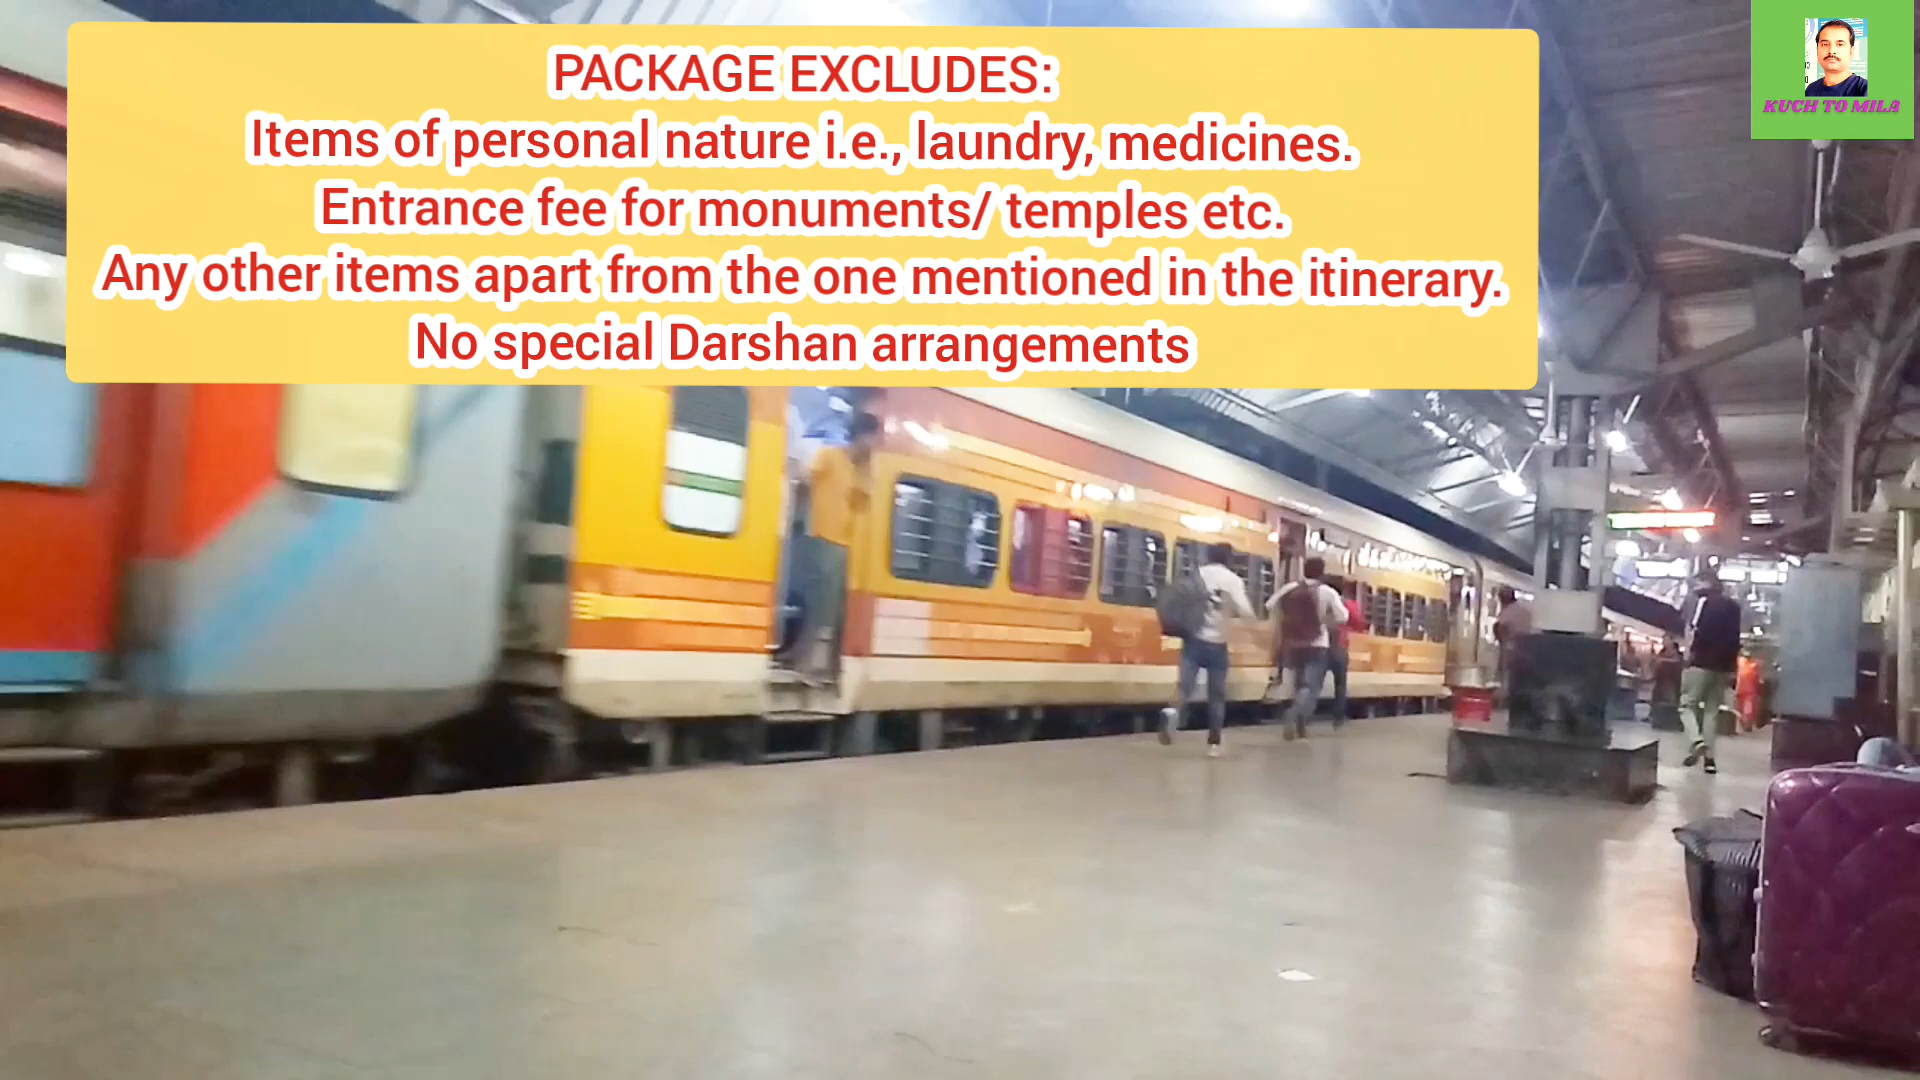 PACKAGE EXCLUDES:
Items of personal nature i.e., laundry, medicines.
Entrance fee for monuments/ temples etc.
Any other items apart from the one mentioned in the itinerary.
No special Darshan arrangements
KUCH TO MILA